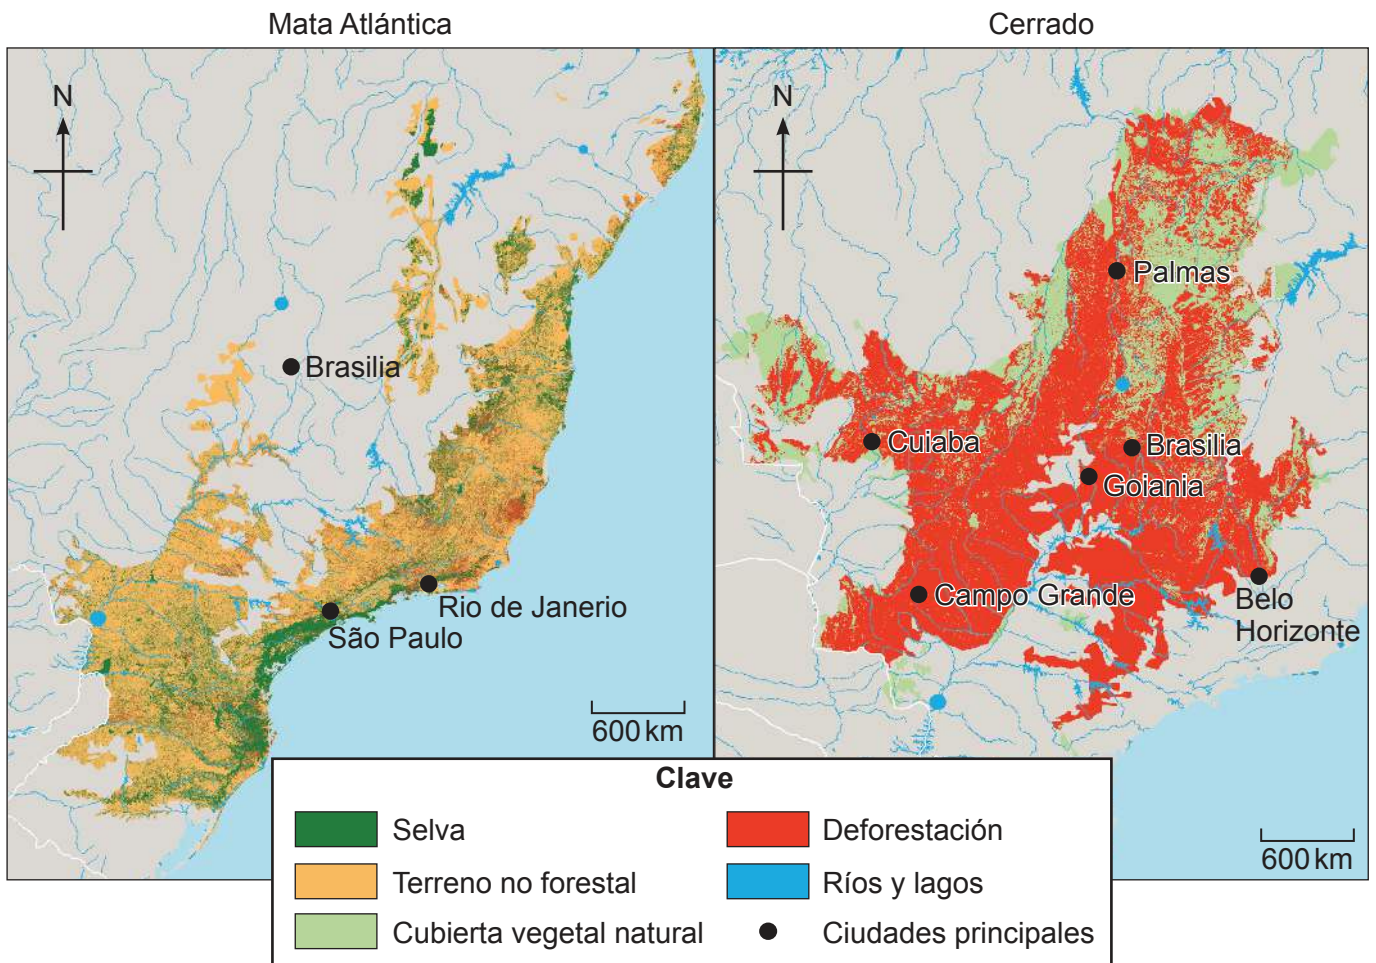 Mata Atlántica
N
Brasilia
Rio de Janerio
São Paulo
600 km
Cerrado
N
Palmas
Cuiaba
Brasilia
Goiania
Campo Grande
Belo
Horizonte
600 km
Clave
Selva
Terreno no forestal
Cubierta vegetal natural
Deforestación
Ríos y lagos
Ciudades principales